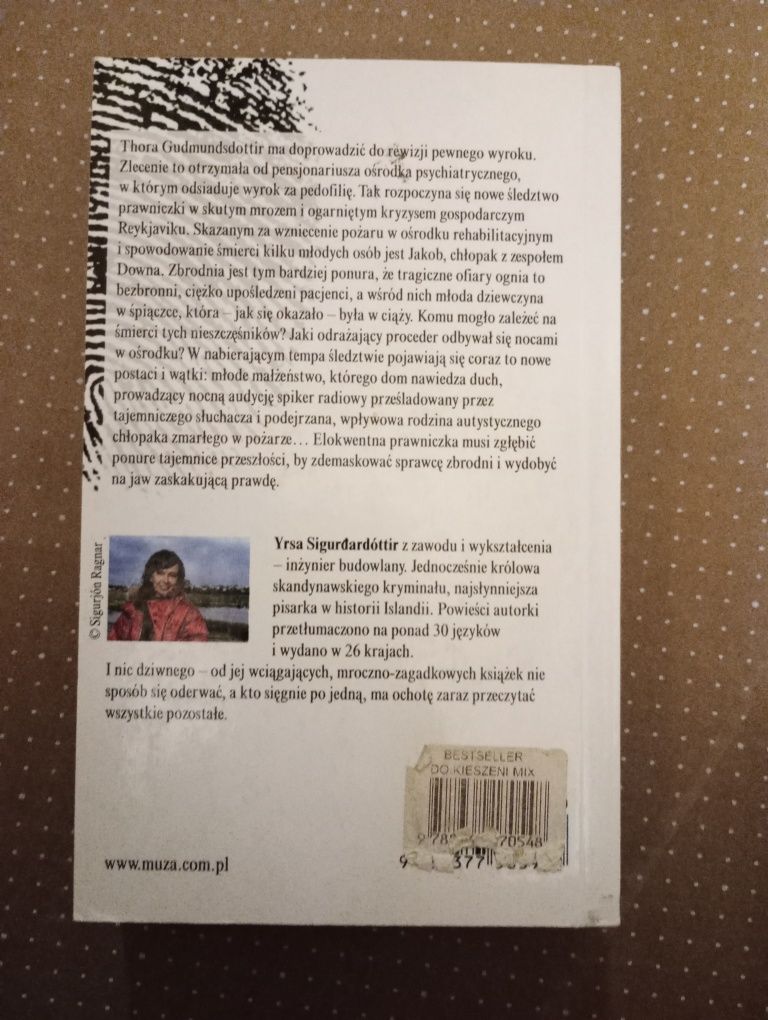 Thora Gudmundsdottir ma doprowadzić do rewizji pewnego wyroku.
Zlecenie to otrzymała od pensjonariusza ośrodka psychiatrycznego,
w którym odsiaduje wyrok za pedofilię. Tak rozpoczyna się nowe śledztwo
prawniczki w skutym mrozem i ogarniętym kryzysem gospodarczym
Reykjaviku. Skazanym za wzniecenie pożaru w ośrodku rehabilitacyjnym
i spowodowanie śmierci kilku młodych osób jest Jakob, chłopak z zespołem
Downa. Zbrodnia jest tym bardziej ponura, że tragiczne ofiary ognia to
bezbronni, ciężko upośledzeni pacjenci, a wśród nich młoda dziewczyna
w śpiączce, która – jak się okazało – była w ciąży. Komu mogło zależeć na
śmierci tych nieszczęśników? Jaki odrażający proceder odbywał się nocami
w ośrodku? W nabierającym tempa śledztwie pojawiają się coraz to nowe
postaci i wątki: młode małżeństwo, którego dom nawiedza duch,
prowadzący nocną audycję spiker radiowy prześladowany przez
tajemniczego słuchacza i podejrzana, wpływowa rodzina autystycznego
chłopaka zmarłego w pożarze... Elokwentna prawniczka musi zgłębić
ponure tajemnice przeszłości, by zdemaskować sprawcę zbrodni i wydobyć
na jaw zaskakującą prawdę.
© Sigurjón Ragnar
Yrsa Sigurđardóttir z zawodu i wykształcenia
– inżynier budowlany. Jednocześnie królowa
skandynawskiego kryminału, najsłynniejsza
pisarka w historii Islandii. Powieści autorki
przetłumaczono na ponad 30 języków
i wydano w 26 krajach.
I nic dziwnego – od jej wciągających, mroczno-zagadkowych książek nie
sposób się oderwać, a kto sięgnie po jedną, ma ochotę zaraz przeczytać
wszystkie pozostałe.
BESTSELLER
DO KIESZENI MIX
9 78 70548
9 377
www.muza.com.pl